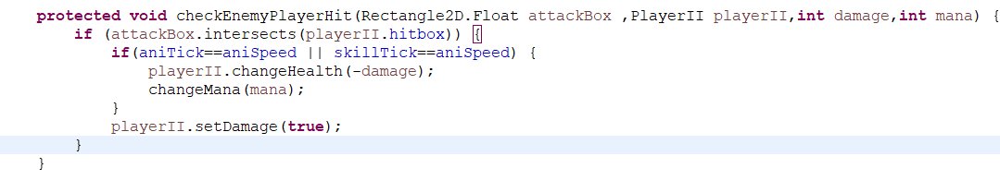 protected void checkEnemyPlayerHit(Rectangle2D.Float attackBox ,PlayerII playerII,int damage,int mana) {
if (attackBox.intersects(playerII.hitbox)) {
if(aniTick==aniSpeed || skillTick==aniSpeed) {
playerII.changeHealth(-damage);
changeMana(mana);
}
playerII.setDamage(true);
}
}